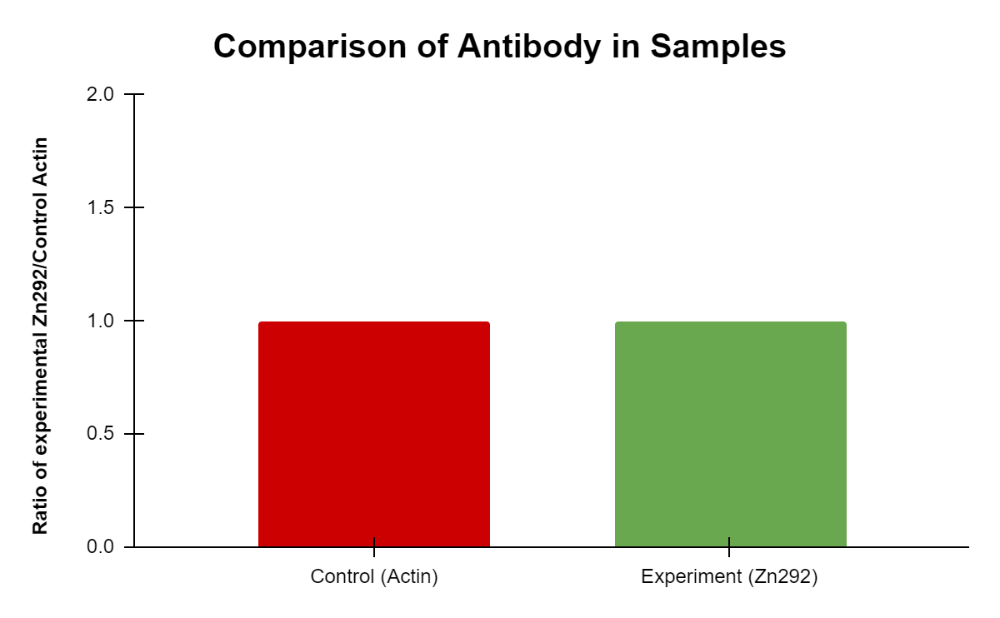 Comparison of Antibody in Samples
Ratio of experimental Zn292/Control Actin
2.0
1.5
1.0
0.5
0.0
Control (Actin)
Experiment (Zn292)